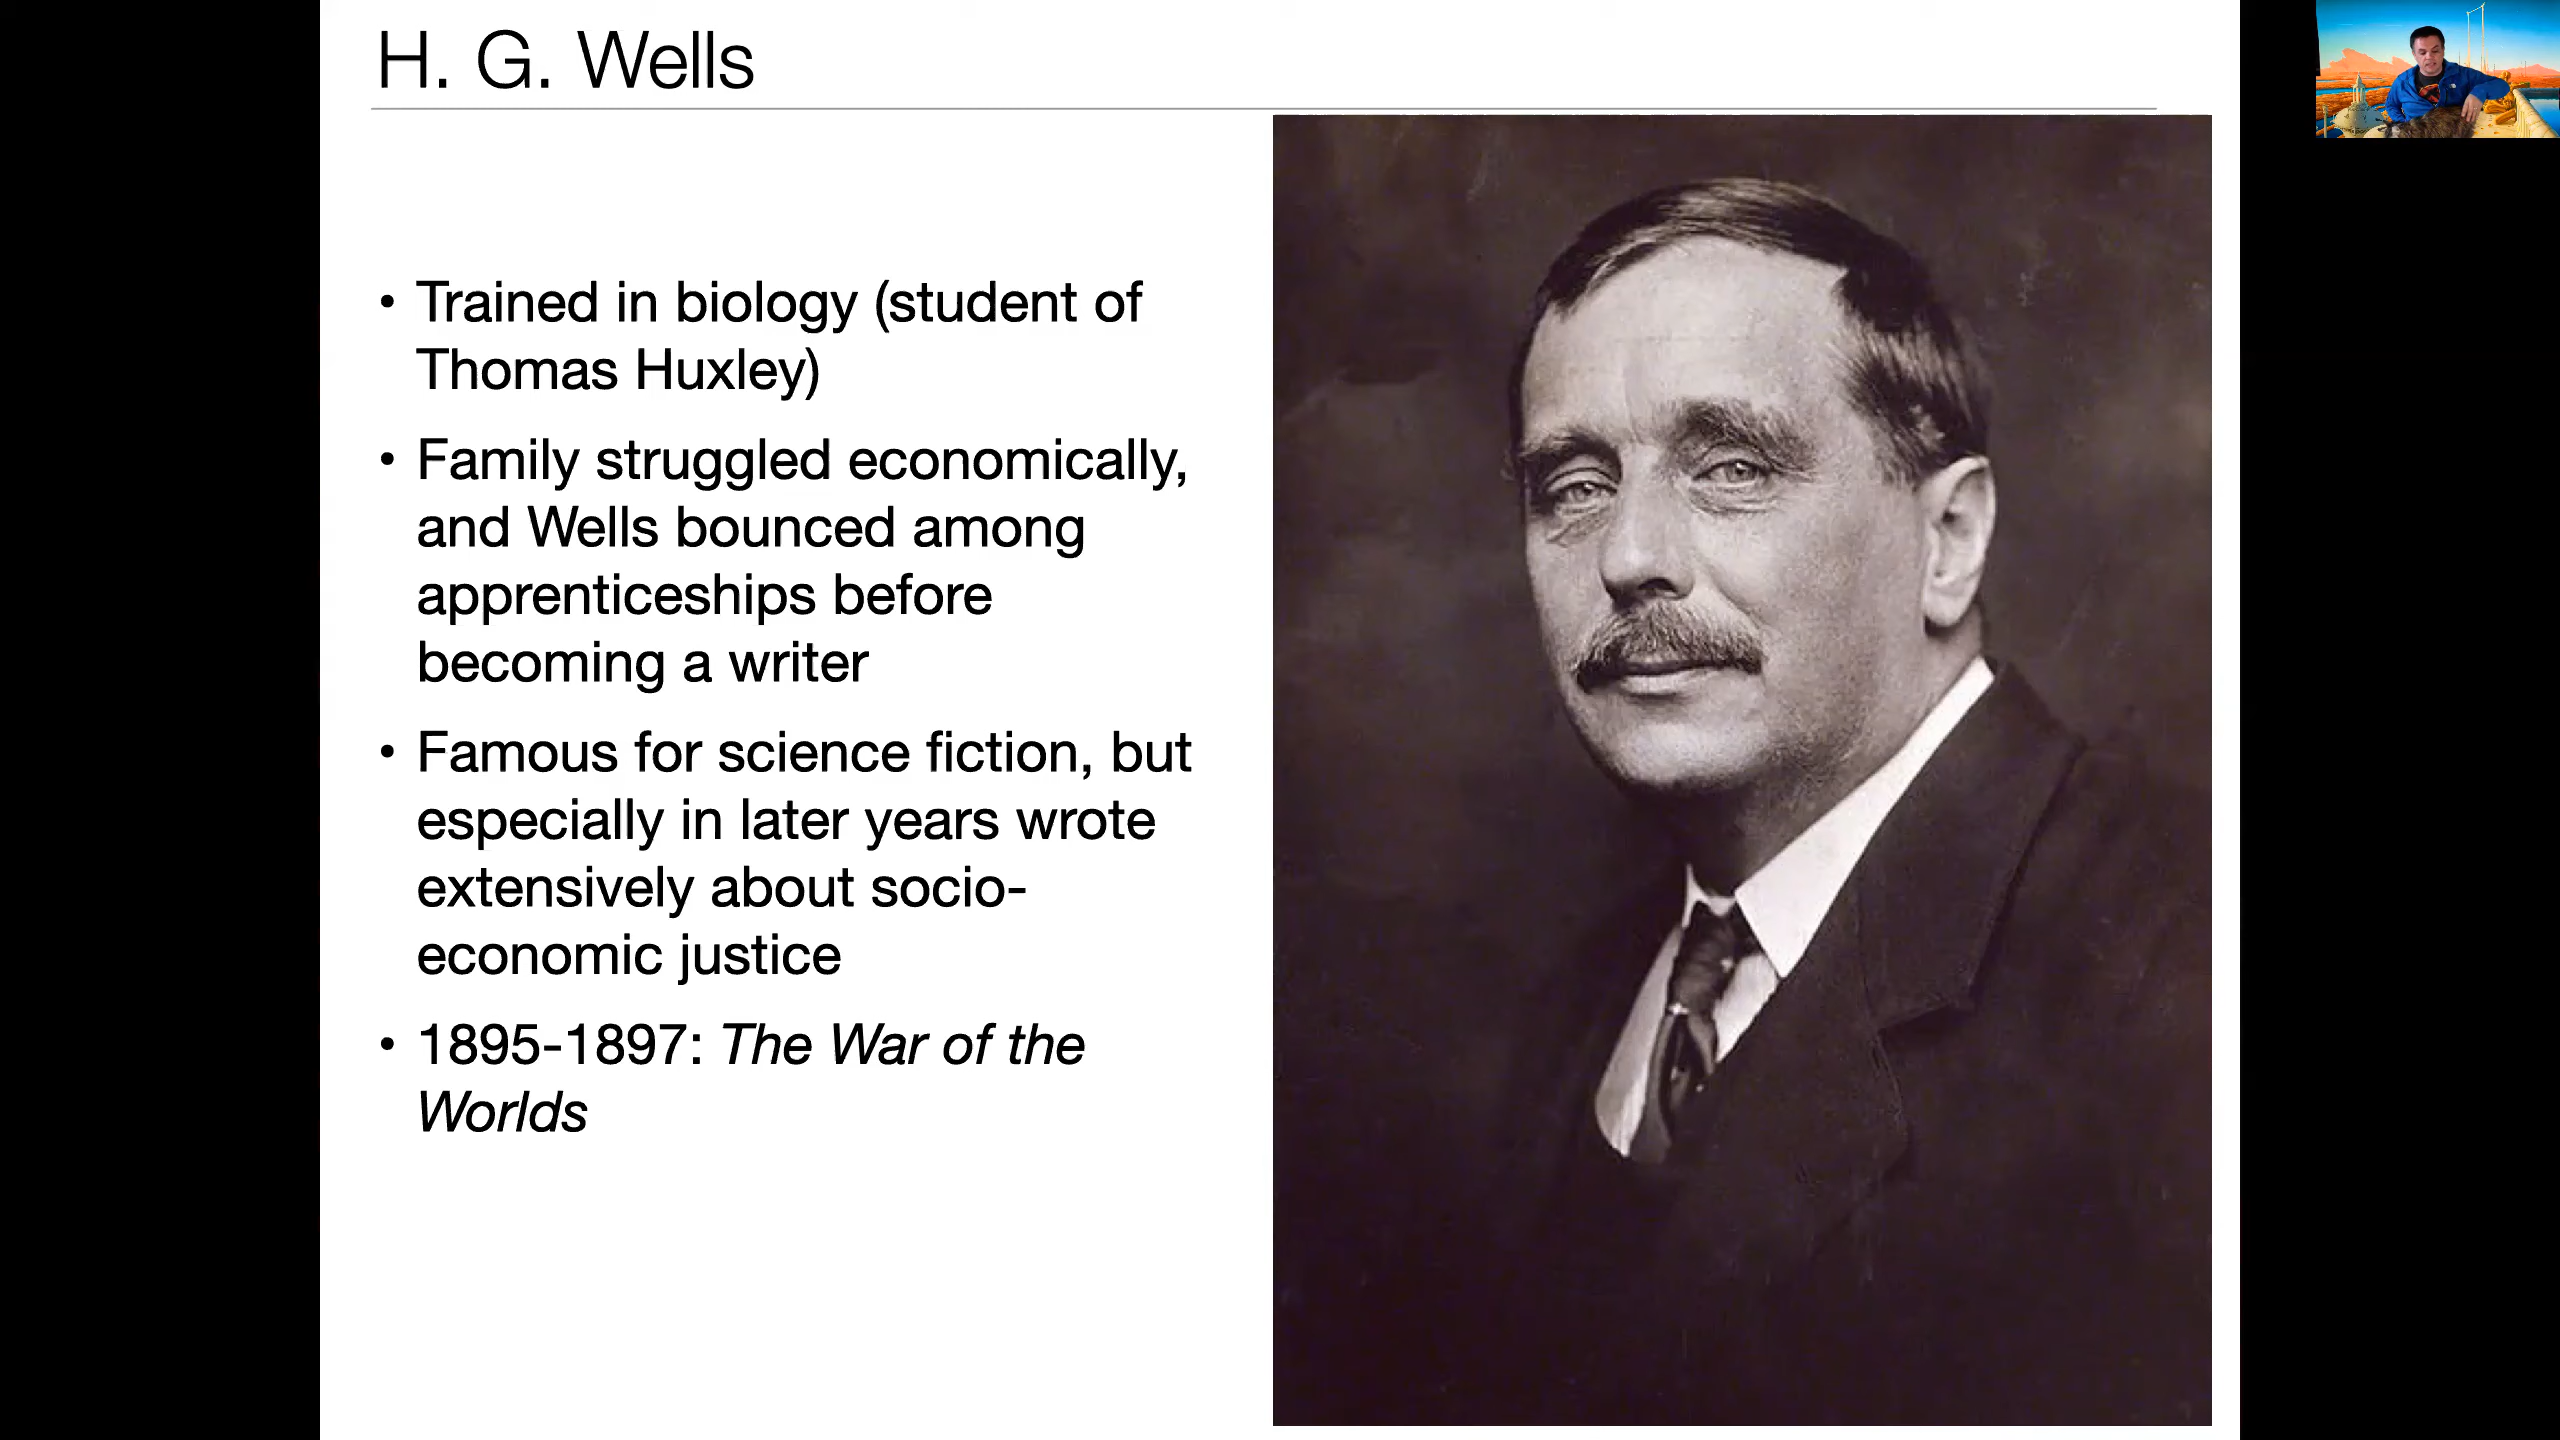 H. G. Wells
• Trained in biology (student of
Thomas Huxley)
• Family struggled economically,
and Wells bounced among
apprenticeships before
becoming a writer
• Famous for science fiction, but
especially in later years wrote
extensively about socio-
economic justice
• 1895-1897: The War of the
Worlds